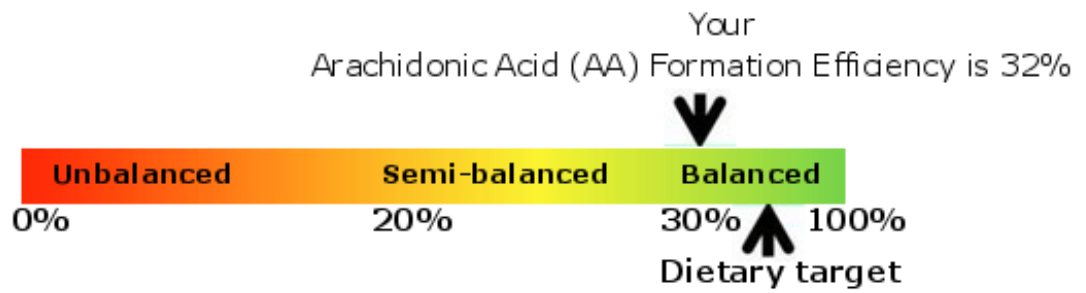 Your
Arachidonic Acid (AA) Formation Efficiency is 32%
Unbalanced Semi-balanced Balanced
0% 20% 30% 100%
Dietary target